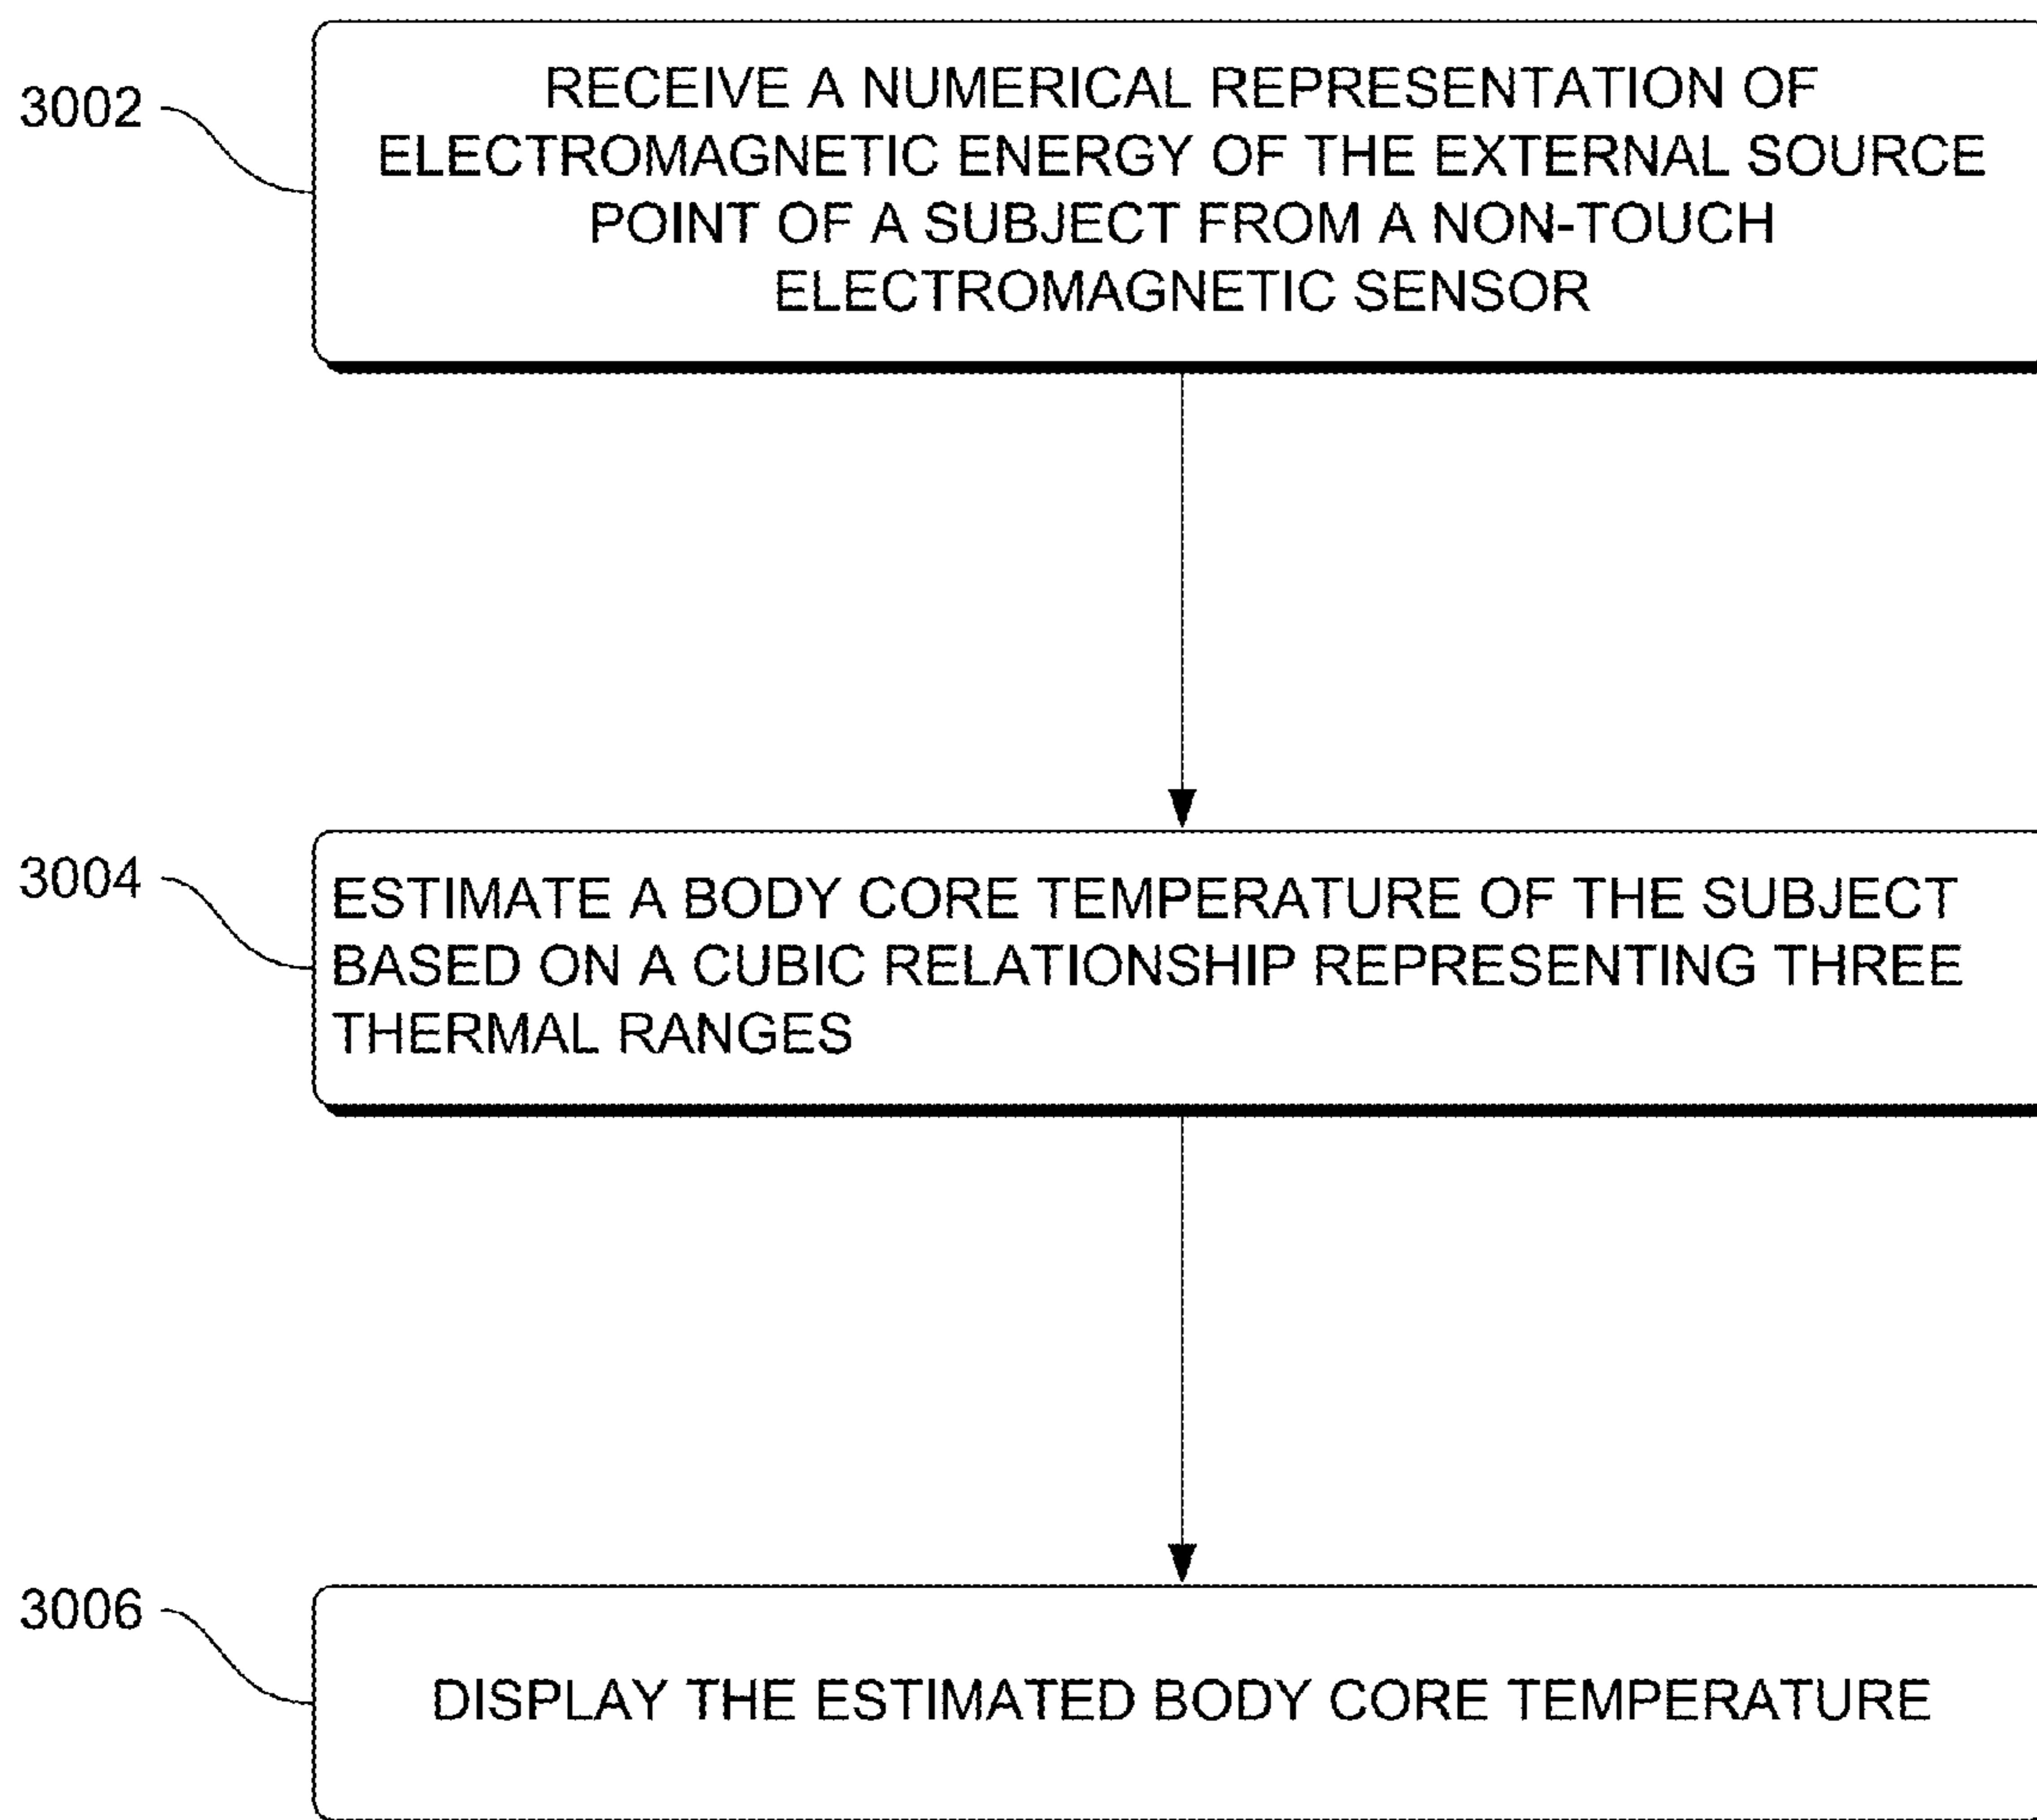 3002
RECEIVE A NUMERICAL REPRESENTATION OF
ELECTROMAGNETIC ENERGY OF THE EXTERNAL SOURCE
POINT OF A SUBJECT FROM A NON-TOUCH
ELECTROMAGNETIC SENSOR
3004
ESTIMATE A BODY CORE TEMPERATURE OF THE SUBJECT
BASED ON A CUBIC RELATIONSHIP REPRESENTING THREE
THERMAL RANGES
3006
DISPLAY THE ESTIMATED BODY CORE TEMPERATURE